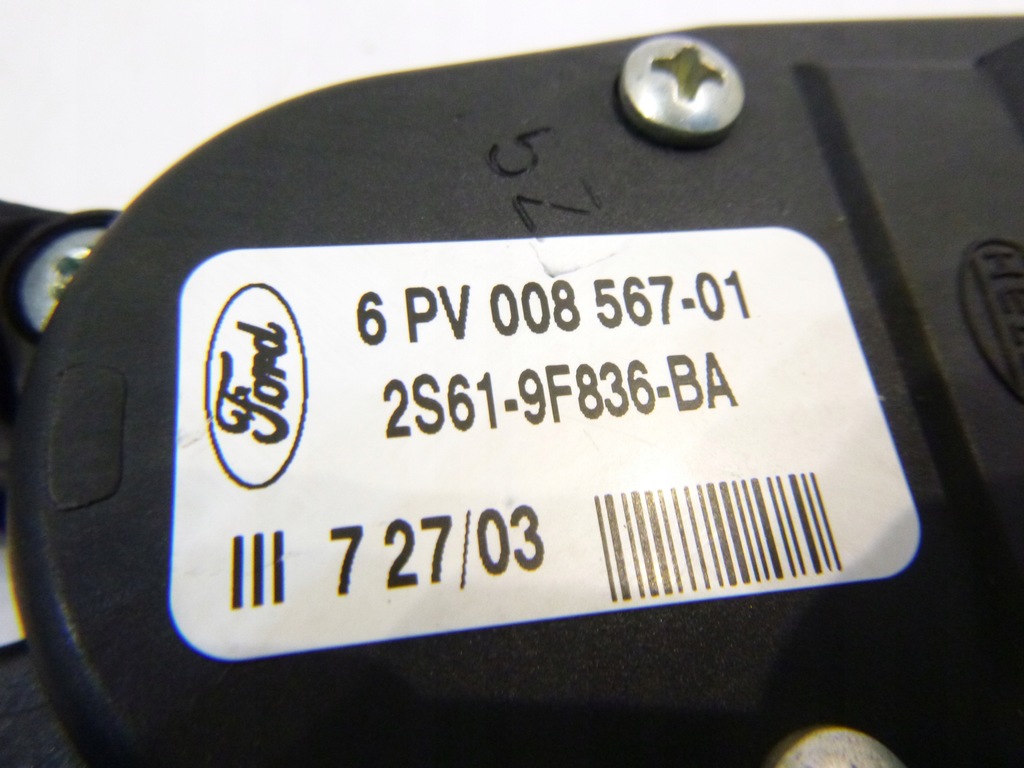 Ford
6 PV 008 567-01
2S61-9F836-BA
III 7 27/03